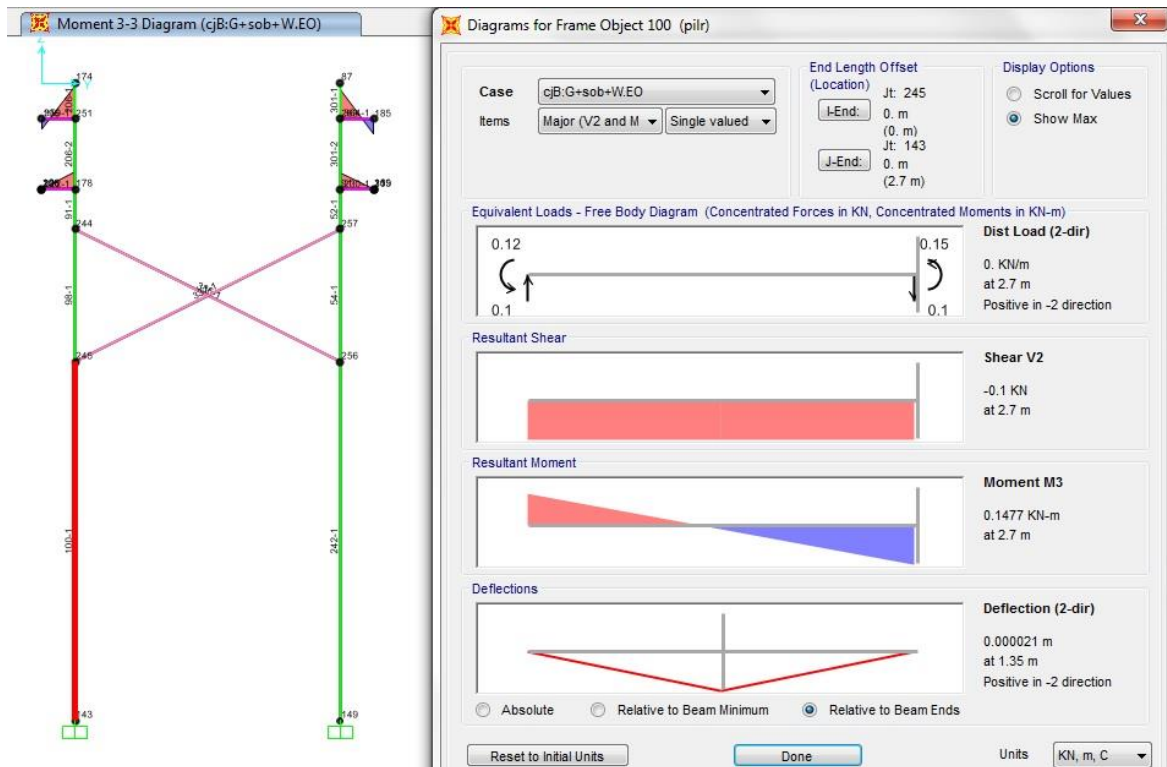 Moment 3-3 Diagram (cjB:G+sob+W.EO)
Z
Y
174
251
206-2
178
91-1
244
98-1
245
100-1
143
87
301-1
185
301-2
52-1
257
54-1
256
242-1
149
Diagrams for Frame Object 100 (pilr)
Case
cjB:G+sob+W.EO
Items
Major (V2 and M
Single valued
End Length Offset
(Location)
Jt: 245
I-End:
0. m
(0. m)
Jt: 143
J-End:
0. m
(2.7 m)
Display Options
Scroll for Values
Show Max
Equivalent Loads - Free Body Diagram (Concentrated Forces in KN, Concentrated Moments in KN-m)
0.12
0.15
0.1
0.1
Dist Load (2-dir)
0. KN/m
at 2.7 m
Positive in -2 direction
Resultant Shear
Shear V2
-0.1 KN
at 2.7 m
Resultant Moment
Moment M3
0.1477 KN-m
at 2.7 m
Deflections
Deflection (2-dir)
0.000021 m
at 1.35 m
Positive in -2 direction
Absolute
Relative to Beam Minimum
Relative to Beam Ends
Reset to Initial Units
Done
Units
KN, m, C